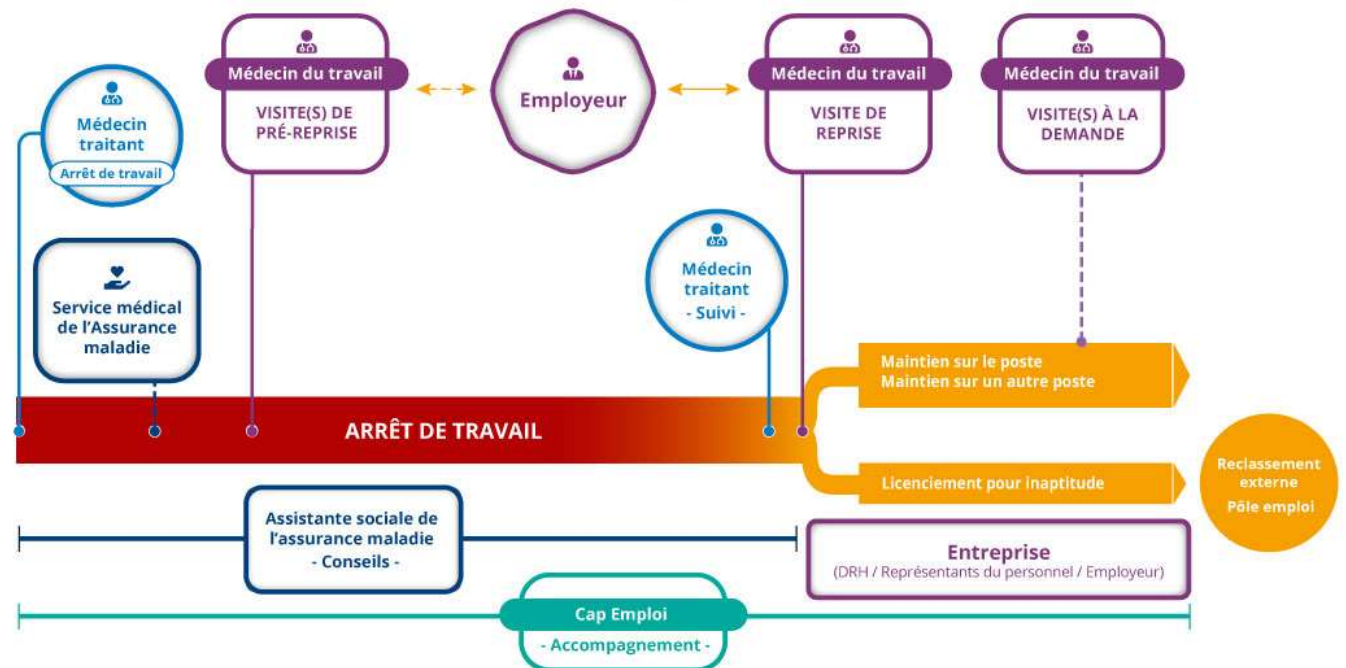 Médecin du travail
VISITE(S) DE
PRÉ-REPRISE
Employeur
Médecin du travail
VISITE DE
REPRISE
Médecin du travail
VISITE(S) À LA
DEMANDE
Médecin
traitant
Arrêt de travail
Service médical
de l'Assurance
maladie
Médecin
traitant
- Suivi -
ARRÊT DE TRAVAIL
Maintien sur le poste
Maintien sur un autre poste
Licenciement pour inaptitude
Reclassement
externe
Pôle emploi
Assistante sociale de
l'assurance maladie
- Conseils -
Entreprise
(DRH / Représentants du personnel / Employeur)
Cap Emploi
- Accompagnement -